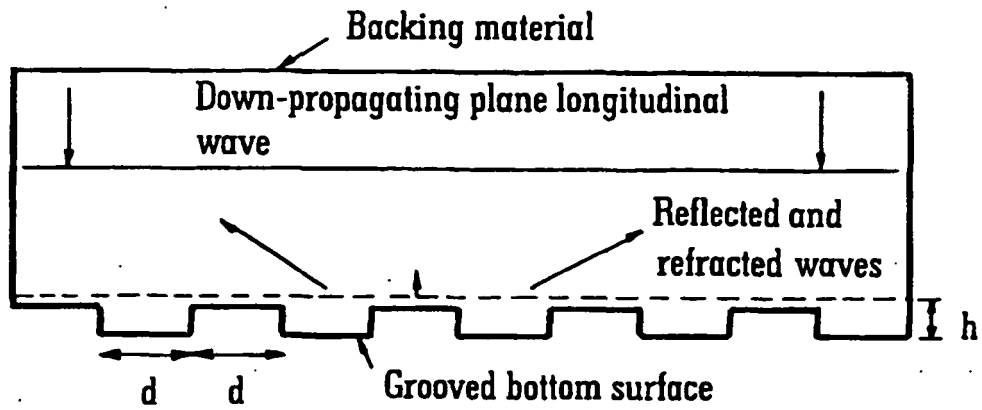 Backing material
Down-propagating plane longitudinal
wave
Reflected and
refracted waves
h
d d
Grooved bottom surface